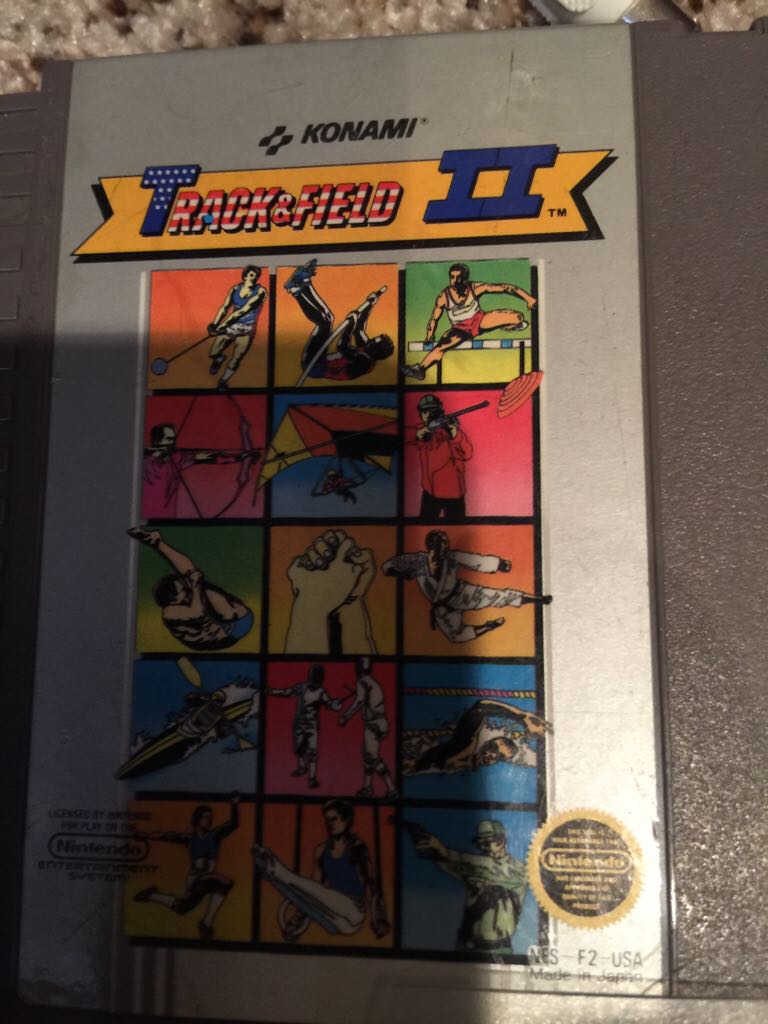 KONAMI®
TRACK & FIELD II ™
LICENSED BY NINTENDO
FOR PLAY ON THE
Nintendo
ENTERTAINMENT
SYSTEM
Nintendo
NES-F2-USA
Made in Japan